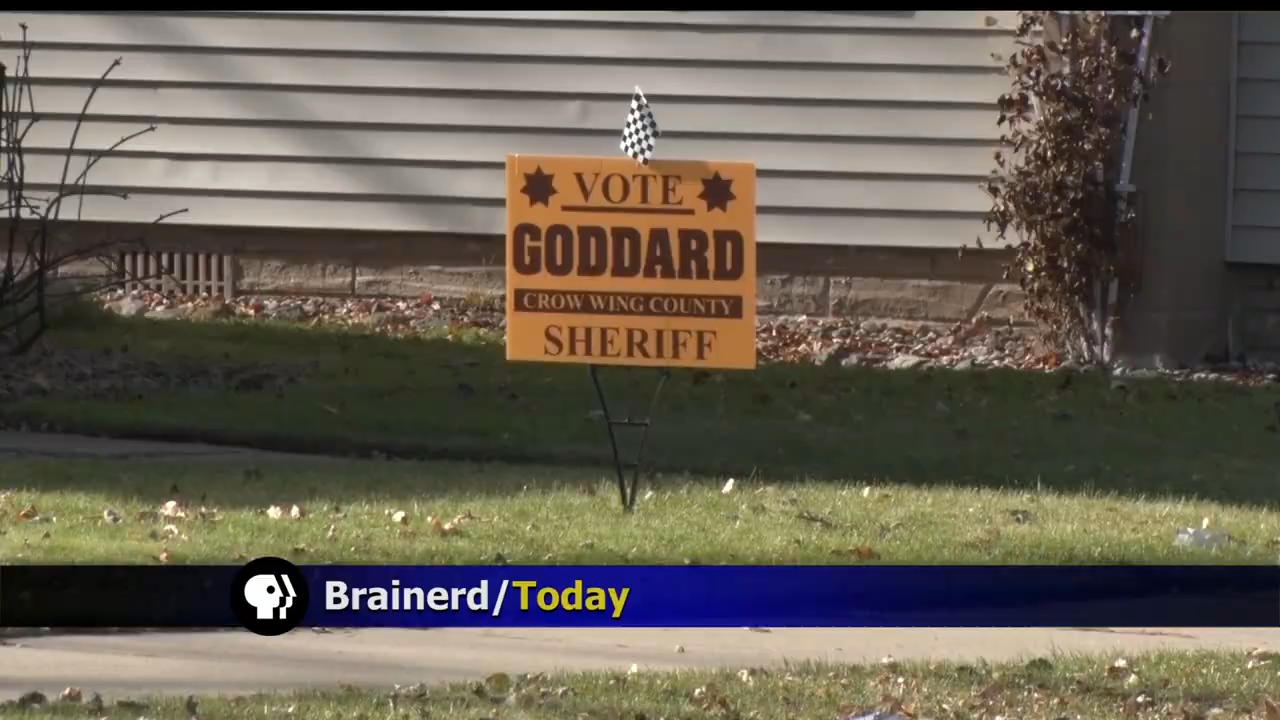 VOTE
GODDARD
CROW WING COUNTY
SHERIFF
Brainerd/Today